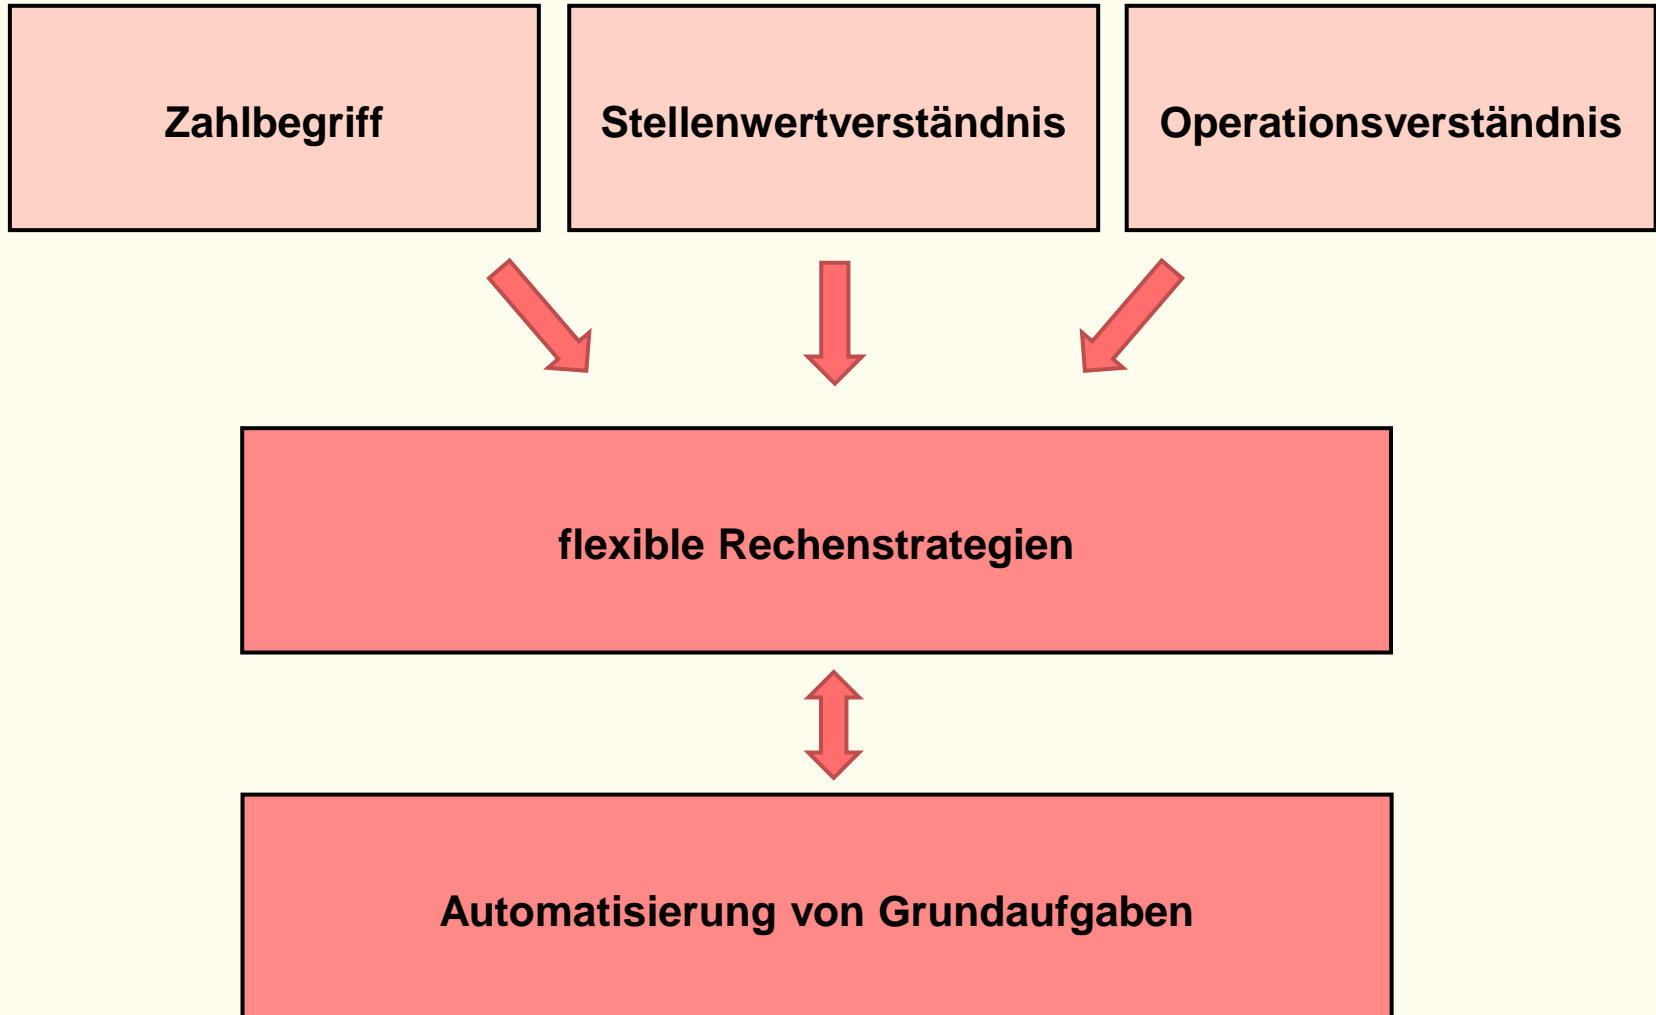 Zahlbegriff
Stellenwertverständnis
Operationsverständnis
flexible Rechenstrategien
Automatisierung von Grundaufgaben